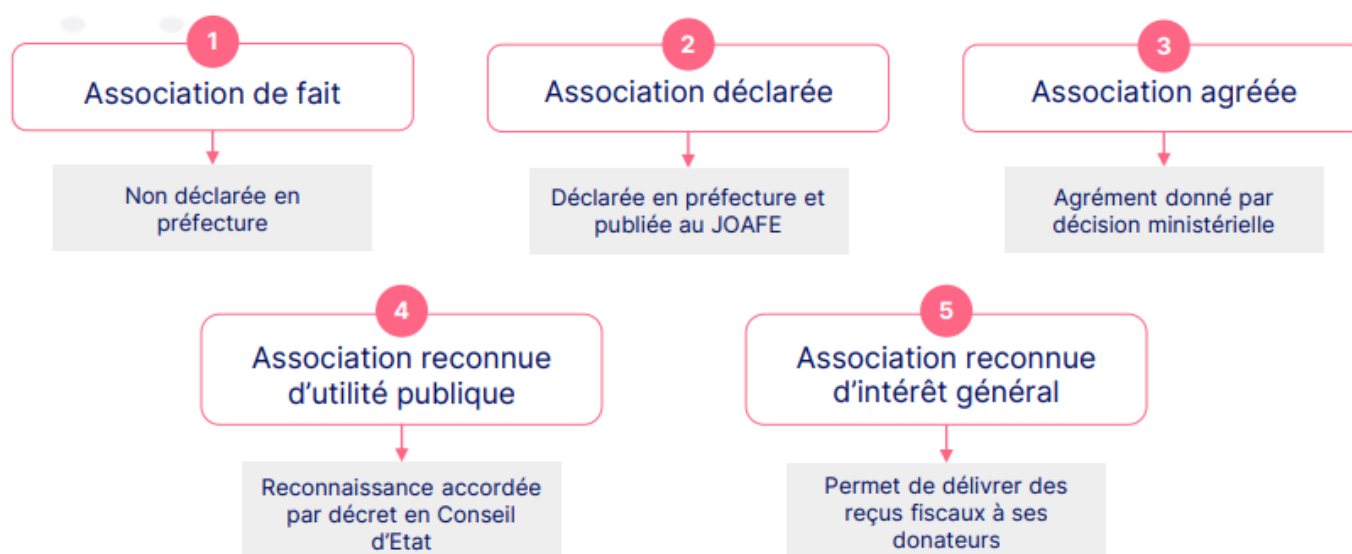 1
Association de fait
Non déclarée en
préfecture
2
Association déclarée
Déclarée en préfecture et
publiée au JOAFE
3
Association agréée
Agrément donné par
décision ministérielle
4
Association reconnue
d'utilité publique
Reconnaissance accordée
par décret en Conseil
d'Etat
5
Association reconnue
d'intérêt général
Permet de délivrer des
reçus fiscaux à ses
donateurs